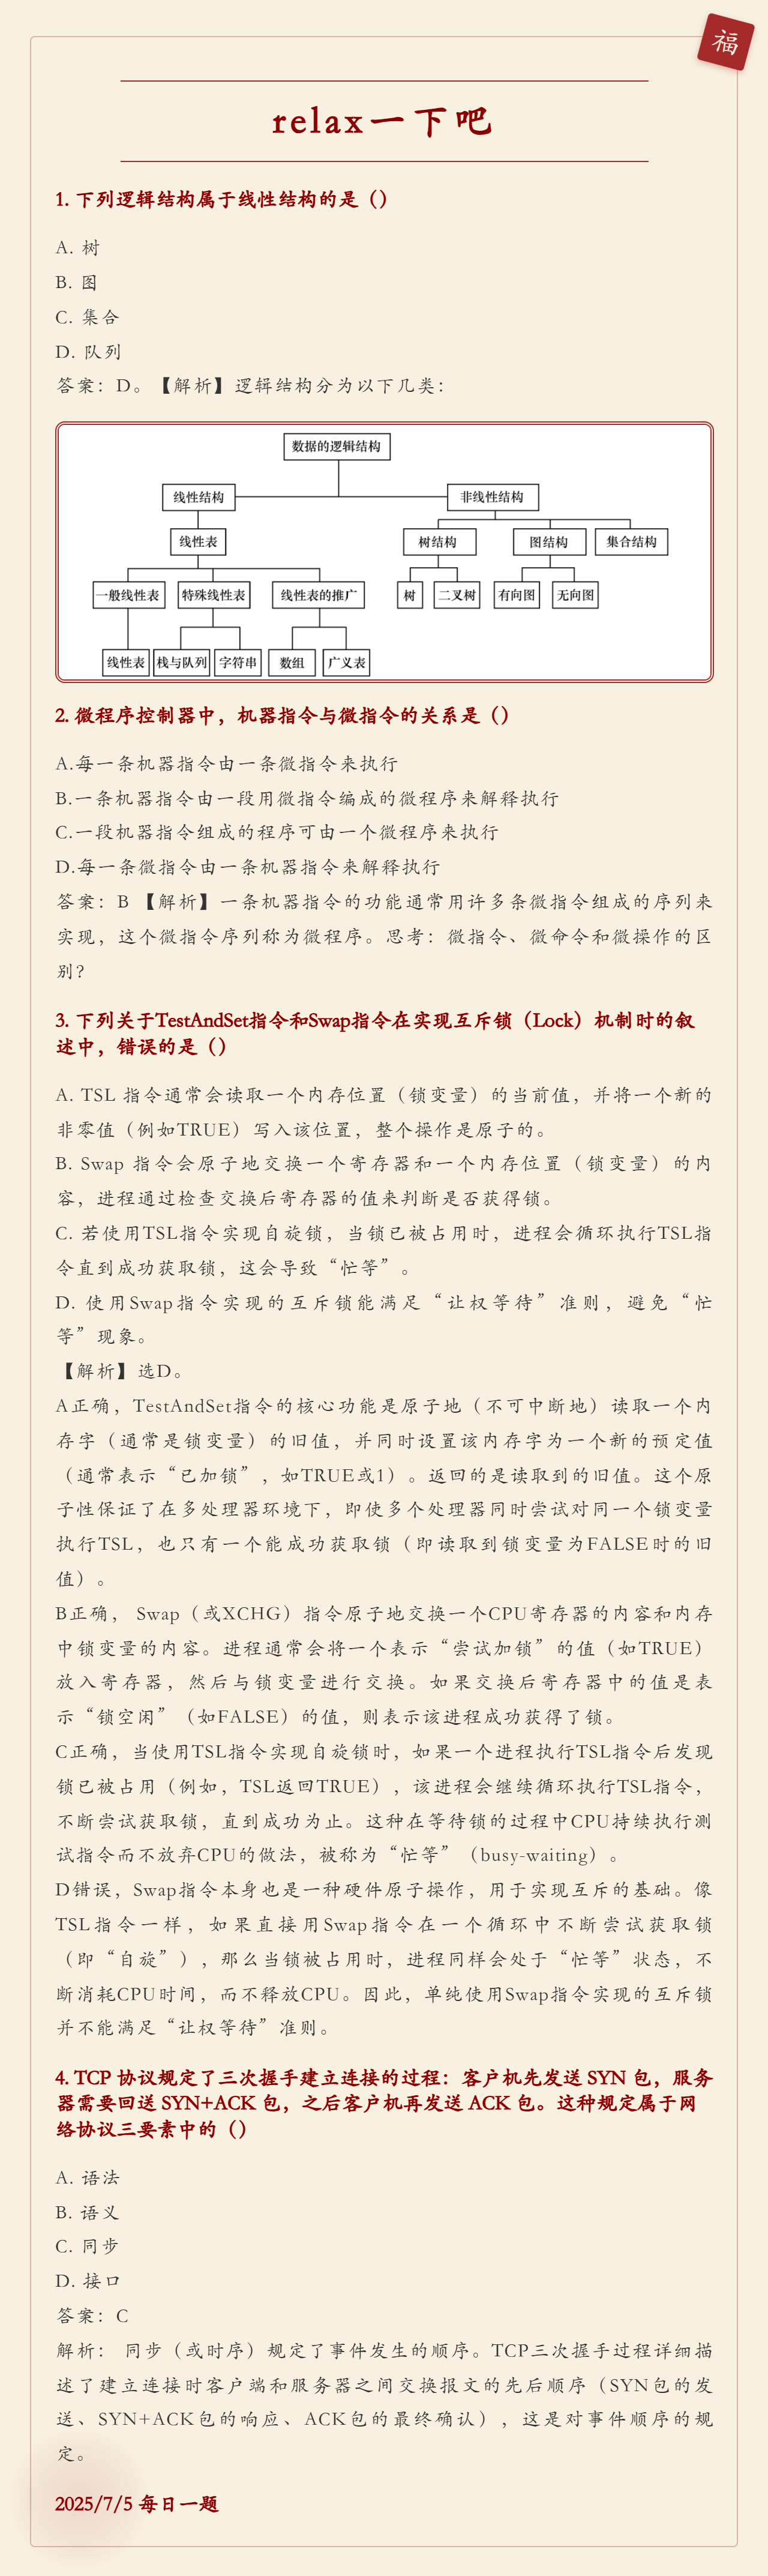 福
relax一下吧
1. 下列逻辑结构属于线性结构的是（）
A. 树
B. 图
C. 集合
D. 队列
答案：D。【解析】逻辑结构分为以下几类：
数据的逻辑结构
线性结构 非线性结构
线性表 树结构 图结构 集合结构
一般线性表 特殊线性表 线性表的推广 树 二叉树 有向图 无向图
线性表 栈与队列 字符串 数组 广义表
2. 微程序控制器中，机器指令与微指令的关系是（）
A.每一条机器指令由一条微指令来执行
B.一条机器指令由一段用微指令编成的微程序来解释执行
C.一段机器指令组成的程序可由一个微程序来执行
D.每一条微指令由一条机器指令来解释执行
答案：B 【解析】一条机器指令的功能通常用许多条微指令组成的序列来
实现，这个微指令序列称为微程序。思考：微指令、微命令和微操作的区
别？
3. 下列关于TestAndSet指令和Swap指令在实现互斥锁（Lock）机制时的叙
述中，错误的是（）
A. TSL 指令通常会读取一个内存位置（锁变量）的当前值，并将一个新的
非零值（例如TRUE）写入该位置，整个操作是原子的。
B. Swap 指令会原子地交换一个寄存器和一个内存位置（锁变量）的内
容，进程通过检查交换后寄存器的值来判断是否获得锁。
C. 若使用TSL指令实现自旋锁，当锁已被占用时，进程会循环执行TSL指
令直到成功获取锁，这会导致“忙等”。
D. 使用Swap指令实现的互斥锁能满足“让权等待”准则，避免“忙
等”现象。
【解析】选D。
A正确，TestAndSet指令的核心功能是原子地（不可中断地）读取一个内
存字（通常是锁变量）的旧值，并同时设置该内存字为一个新的预定值
（通常表示“已加锁”，如TRUE或1）。返回的是读取到的旧值。这个原
子性保证了在多处理器环境下，即使多个处理器同时尝试对同一个锁变量
执行TSL，也只有一个能成功获取锁（即读取到锁变量为FALSE时的旧
值）。
B正确， Swap（或XCHG）指令原子地交换一个CPU寄存器的内容和内存
中锁变量的内容。进程通常会将一个表示“尝试加锁”的值（如TRUE）
放入寄存器，然后与锁变量进行交换。如果交换后寄存器中的值是表
示“锁空闲”（如FALSE）的值，则表示该进程成功获得了锁。
C正确，当使用TSL指令实现自旋锁时，如果一个进程执行TSL指令后发现
锁已被占用（例如，TSL返回TRUE），该进程会继续循环执行TSL指令，
不断尝试获取锁，直到成功为止。这种在等待锁的过程中CPU持续执行测
试指令而不放弃CPU的做法，被称为“忙等”（busy-waiting）。
D错误，Swap指令本身也是一种硬件原子操作，用于实现互斥的基础。像
TSL指令一样，如果直接用Swap指令在一个循环中不断尝试获取锁
（即“自旋”），那么当锁被占用时，进程同样会处于“忙等”状态，不
断消耗CPU时间，而不释放CPU。因此，单纯使用Swap指令实现的互斥锁
并不能满足“让权等待”准则。
4. TCP 协议规定了三次握手建立连接的过程：客户机先发送 SYN 包，服务
器需要回送 SYN+ACK 包，之后客户机再发送 ACK 包。这种规定属于网
络协议三要素中的（）
A. 语法
B. 语义
C. 同步
D. 接口
答案：C
解析： 同步（或时序）规定了事件发生的顺序。TCP三次握手过程详细描
述了建立连接时客户端和服务器之间交换报文的先后顺序（SYN包的发
送、SYN+ACK包的响应、ACK包的最终确认），这是对事件顺序的规
定。
2025/7/5 每日一题